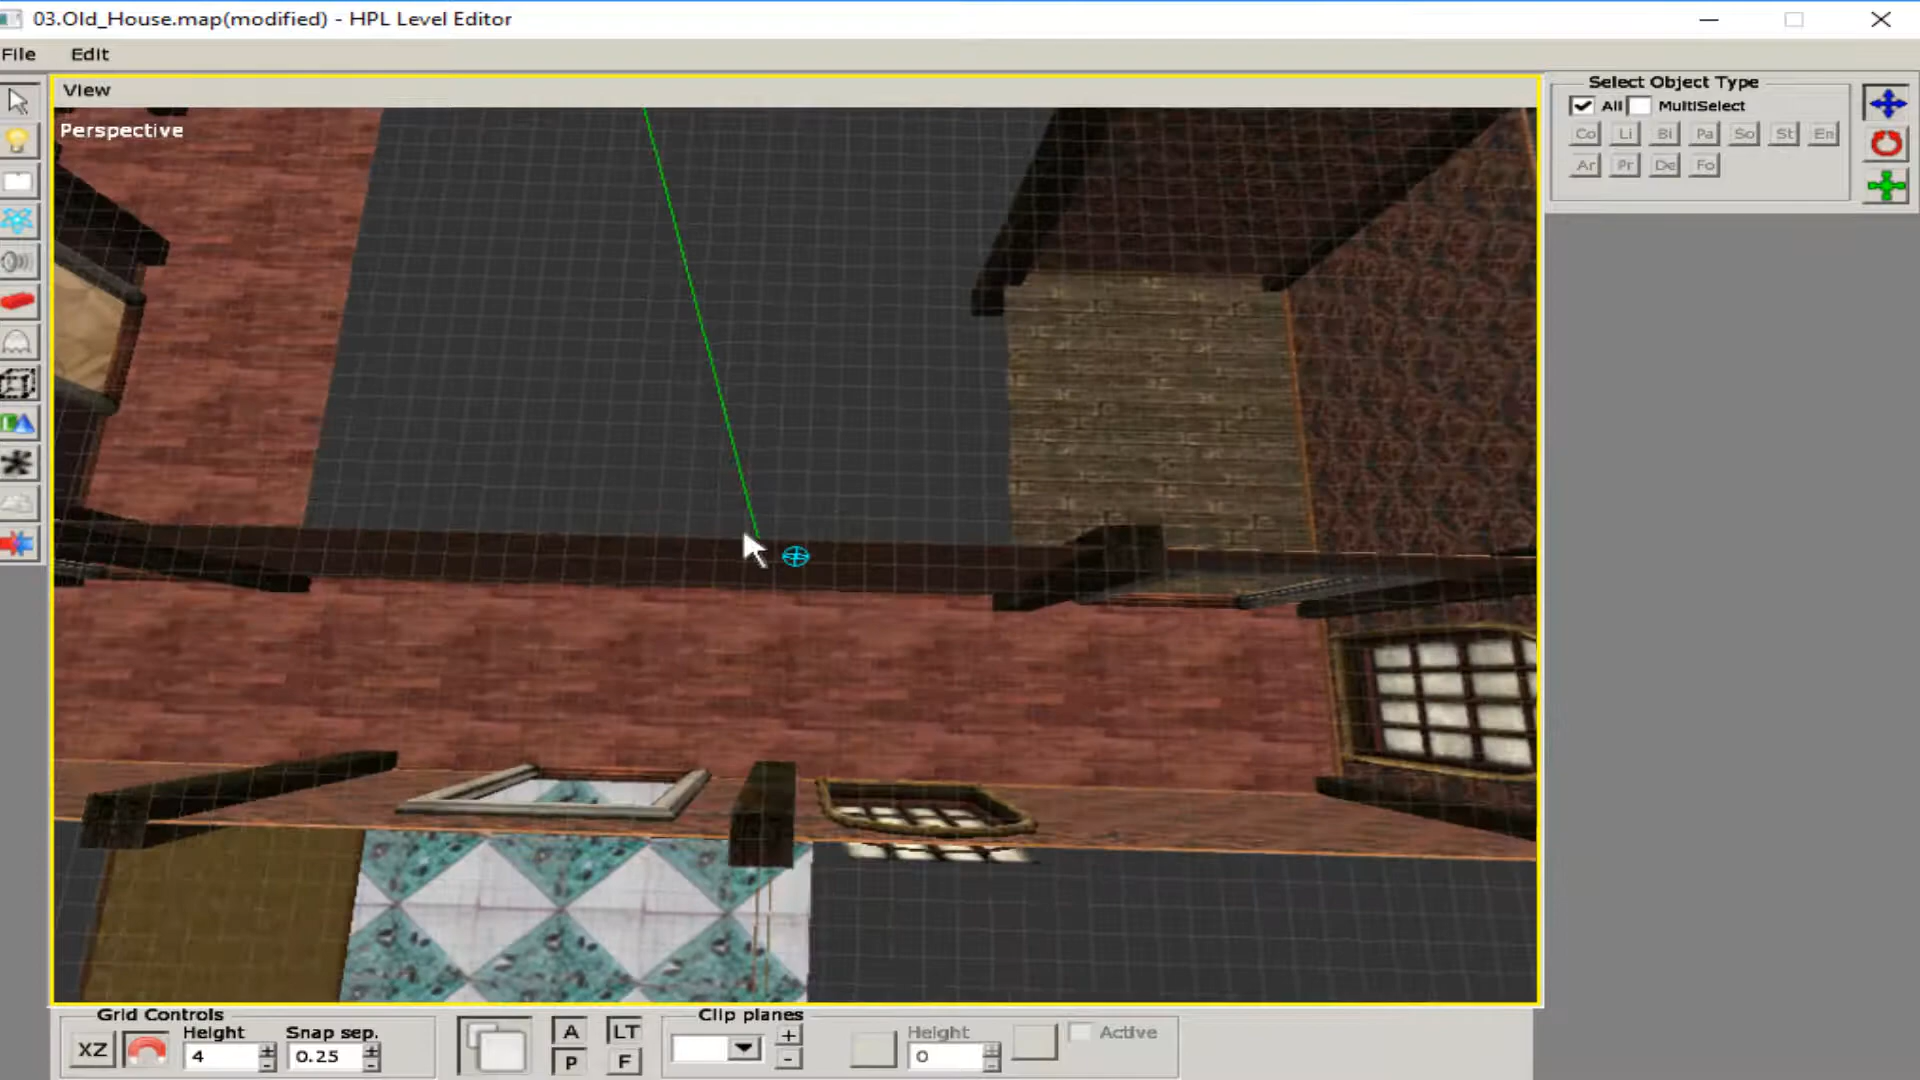 03.Old_House.map(modified) - HPL Level Editor
File Edit
View
Perspective
Select Object Type
All MultiSelect
Co Li Bi Pa So St En
Ar Pr De Fo
Grid Controls
Height Snap sep.
XZ 4 + - 0.25 + -
A LT
P F
Clip planes
+ -
Height
0 + -
Active